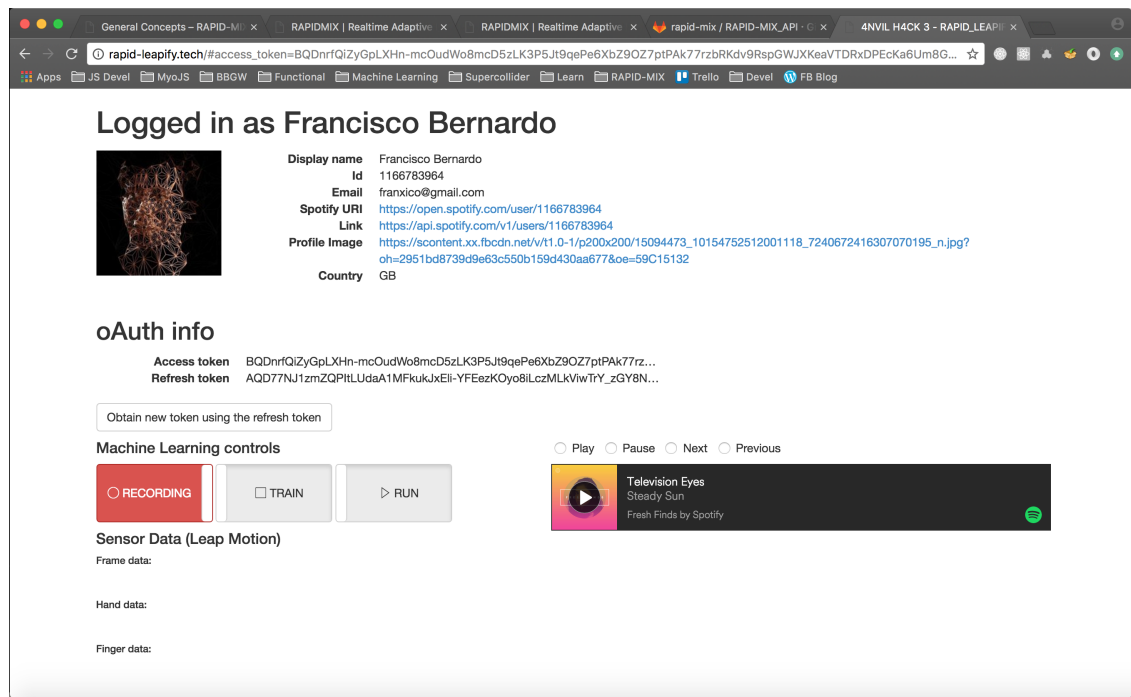 General Concepts – RAPID-MI
RAPIDMIX | Realtime Adaptive
RAPIDMIX | Realtime Adaptive
rapid-mix / RAPID-MIX_API · G
4NVIL H4CK 3 - RAPID_LEAPIF
rapid-leapify.tech/#access_token=BQDnrfQiZyGpLXHn-mcOudWo8mcD5zLK3P5Jt9qePe6XbZ9OZ7ptPAk77rzbRKdv9RspGWJXKeaVTDRxDPEcKa6Um8G...
Apps JS Devel MyoJS BBGW Functional Machine Learning Supercollider Learn RAPID-MIX Trello Devel FB Blog
Logged in as Francisco Bernardo
Display name Francisco Bernardo
Id 1166783964
Email franxico@gmail.com
Spotify URI https://open.spotify.com/user/1166783964
Link https://api.spotify.com/v1/users/1166783964
Profile Image https://scontent.xx.fbcdn.net/v/t1.0-1/p200x200/15094473_10154752512001118_7240672416307070195_n.jpg?
oh=2951bd8739d9e63c550b159d430aa677&oe=59C15132
Country GB
oAuth info
Access token BQDnrfQiZyGpLXHn-mcOudWo8mcD5zLK3P5Jt9qePe6XbZ9OZ7ptPAk77rz...
Refresh token AQD77NJ1zmZQPItLUdaA1MFkukJxEli-YFEezKOyo8iLczMLkViwTrY_zGY8N...
Obtain new token using the refresh token
Machine Learning controls
Play Pause Next Previous
RECORDING TRAIN RUN
Television Eyes
Steady Sun
Fresh Finds by Spotify
Sensor Data (Leap Motion)
Frame data:
Hand data:
Finger data: